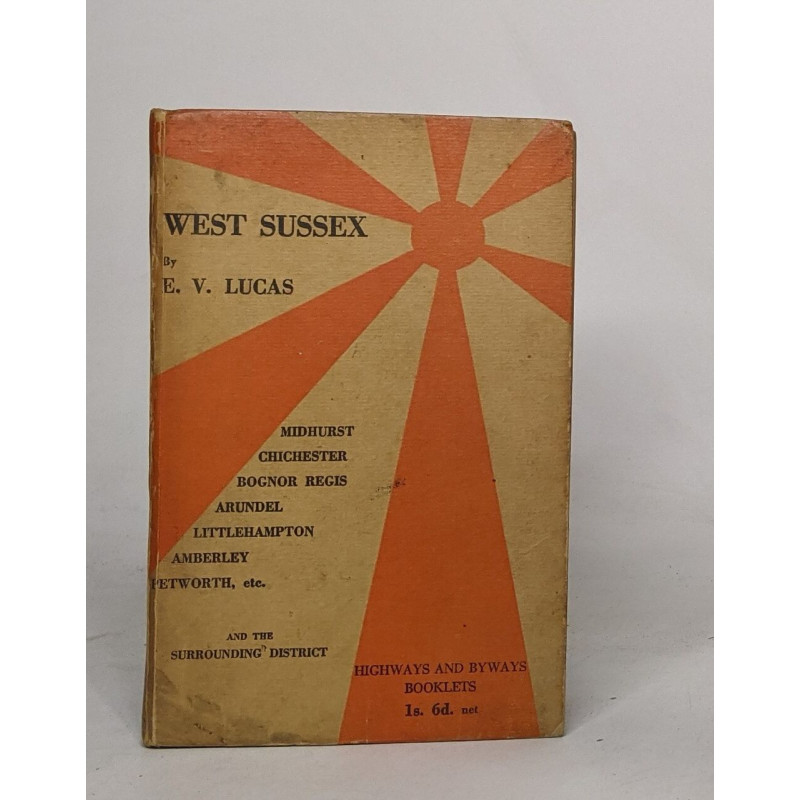 WEST SUSSEX
By
E. V. LUCAS
MIDHURST
CHICHESTER
BOGNOR REGIS
ARUNDEL
LITTLEHAMPTON
AMBERLEY
PETWORTH, etc.
AND THE
SURROUNDING DISTRICT
HIGHWAYS AND BYWAYS
BOOKLETS
1s. 6d. net